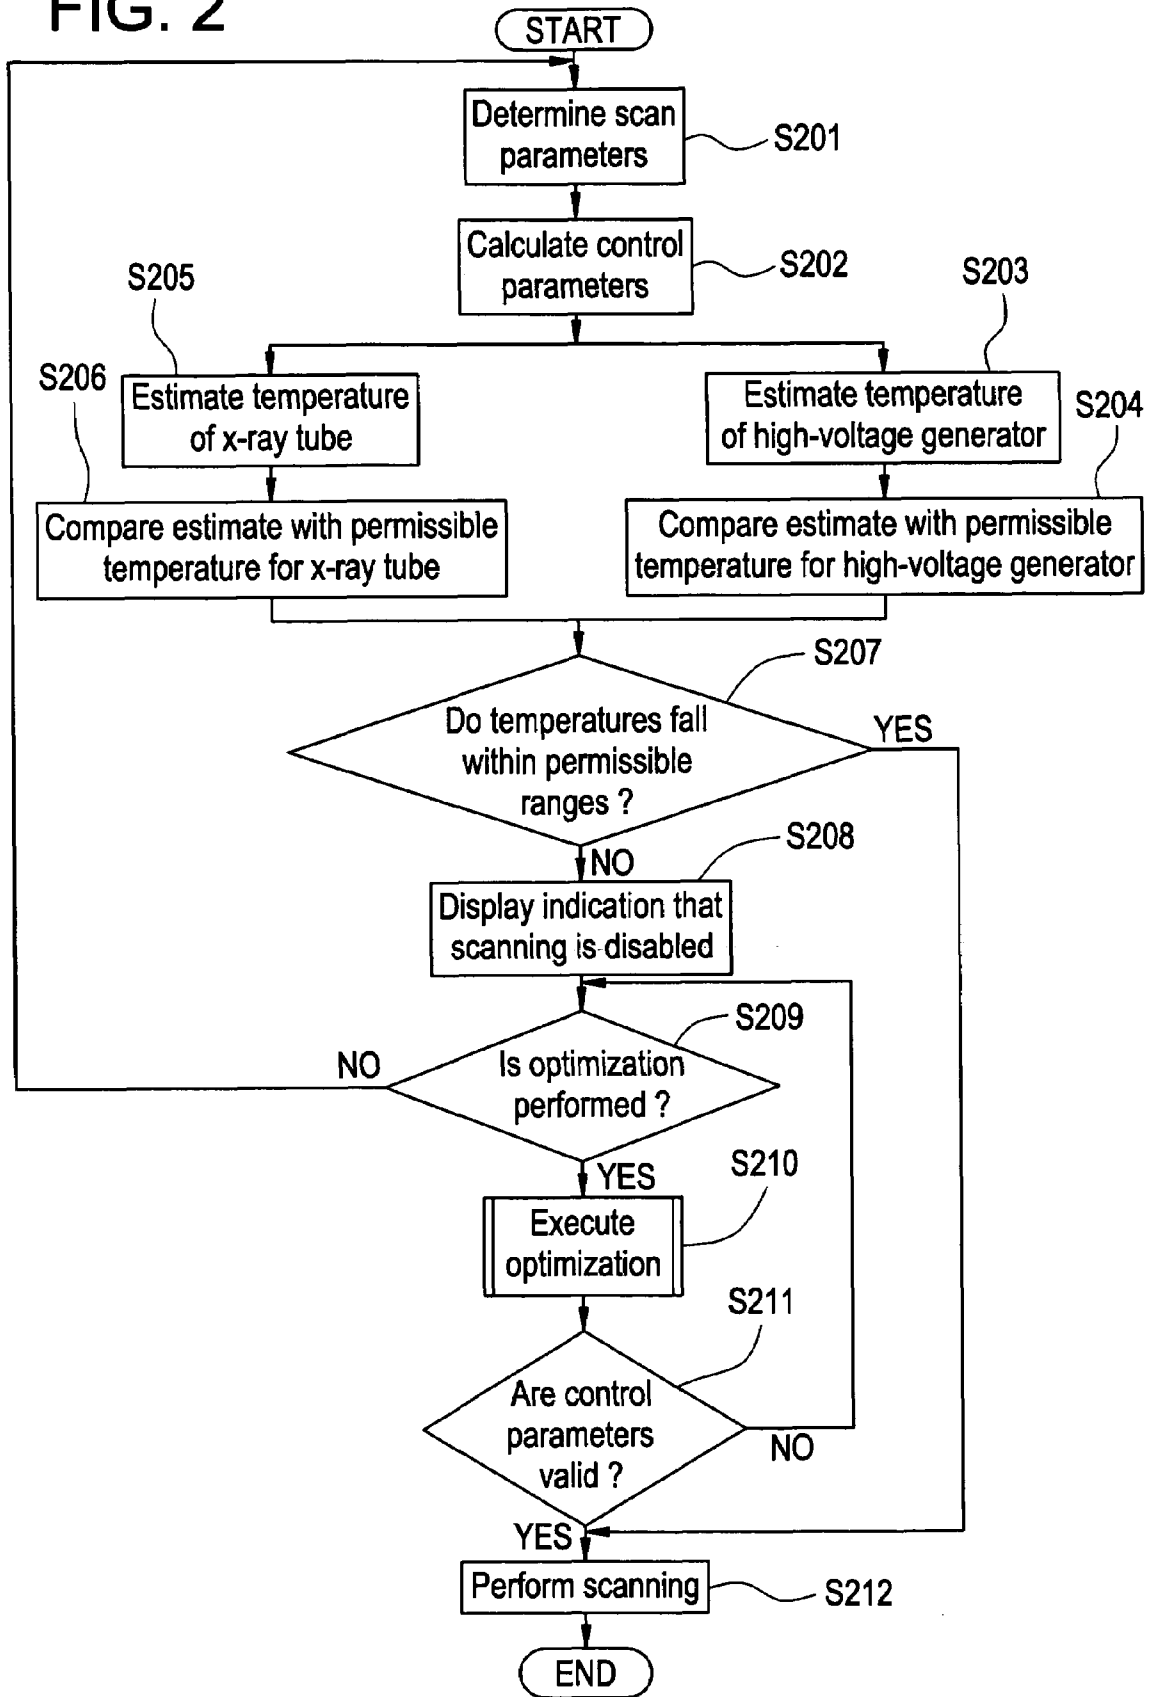 FIG. 2
START
Determine scan
parameters
S201
Calculate control
parameters
S202
S205
S203
S206
Estimate temperature
of x-ray tube
Estimate temperature
of high-voltage generator
S204
Compare estimate with permissible
temperature for x-ray tube
Compare estimate with permissible
temperature for high-voltage generator
S207
Do temperatures fall
within permissible
ranges ?
YES
NO
S208
Display indication that
scanning is disabled
S209
NO
Is optimization
performed ?
YES
S210
Execute
optimization
S211
Are control
parameters
valid ?
NO
YES
Perform scanning
S212
END